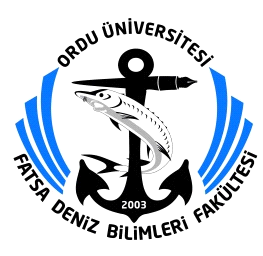 ORDU ÜNİVERSİTESİ
2003
FATSA DENİZ BİLİMLERİ FAKÜLTESİ